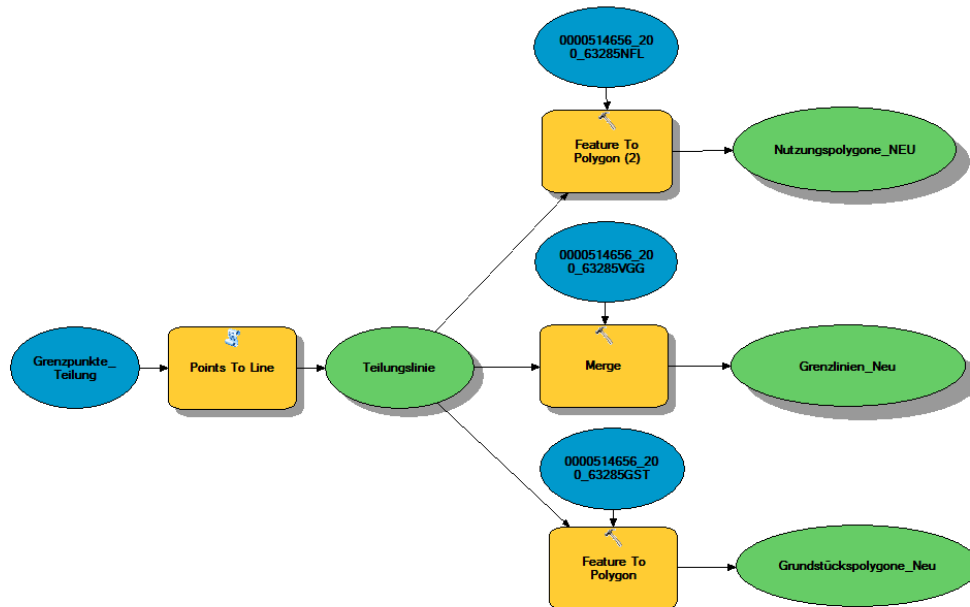 0000514656_20
0_63285NFL
Feature To
Polygon (2)
Nutzungspolygone_NEU
0000514656_20
0_63285VGG
Grenzpunkte_
Teilung
Points To Line
Teilungslinie
Merge
Grenzlinien_Neu
0000514656_20
0_63285GST
Feature To
Polygon
Grundstückspolygone_Neu